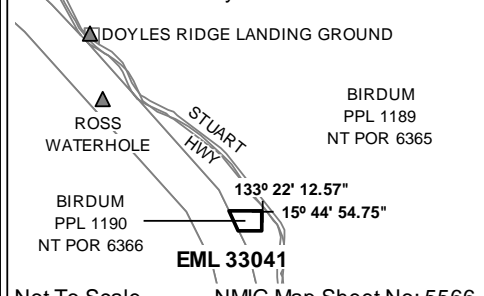 DOYLES RIDGE LANDING GROUND
BIRDUM
PPL 1189
NT POR 6365
ROSS
WATERHOLE
STUART
HWY
133º 22' 12.57"
15º 44' 54.75"
BIRDUM
PPL 1190
NT POR 6366
EML 33041
Not To Scale
NMIG Map Sheet No: 5566